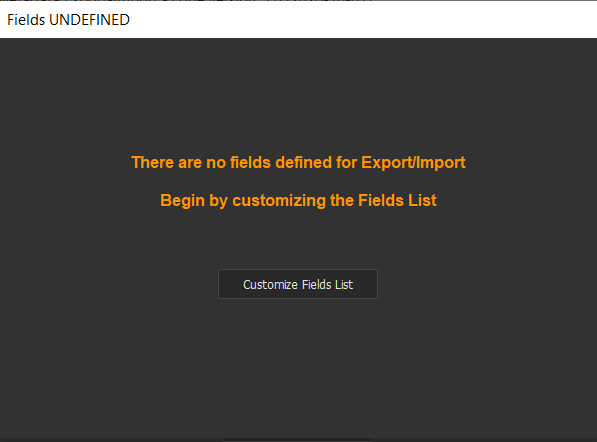 Fields UNDEFINED
There are no fields defined for Export/Import
Begin by customizing the Fields List
Customize Fields List